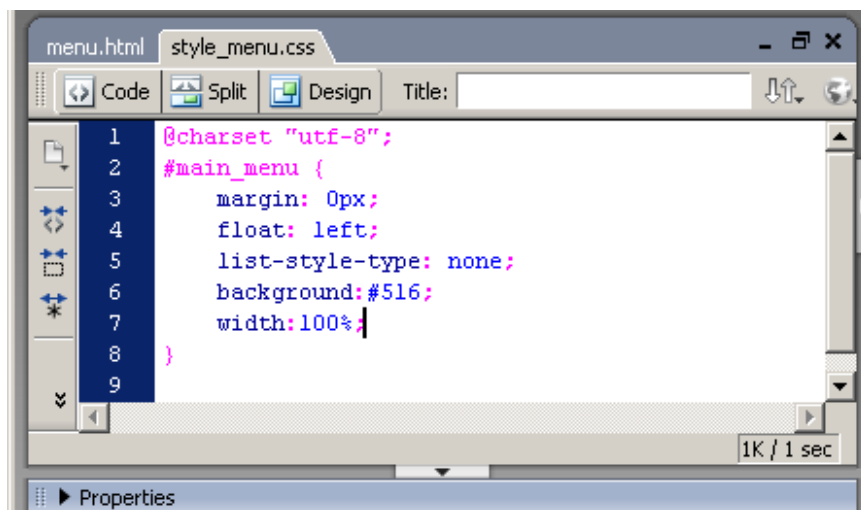 menu.html style_menu.css
Code Split Design Title:
1 @charset "utf-8";
2 #main_menu {
3 margin: 0px;
4 float: left;
5 list-style-type: none;
6 background:#516;
7 width:100%;
8 }
9
1K / 1 sec
Properties